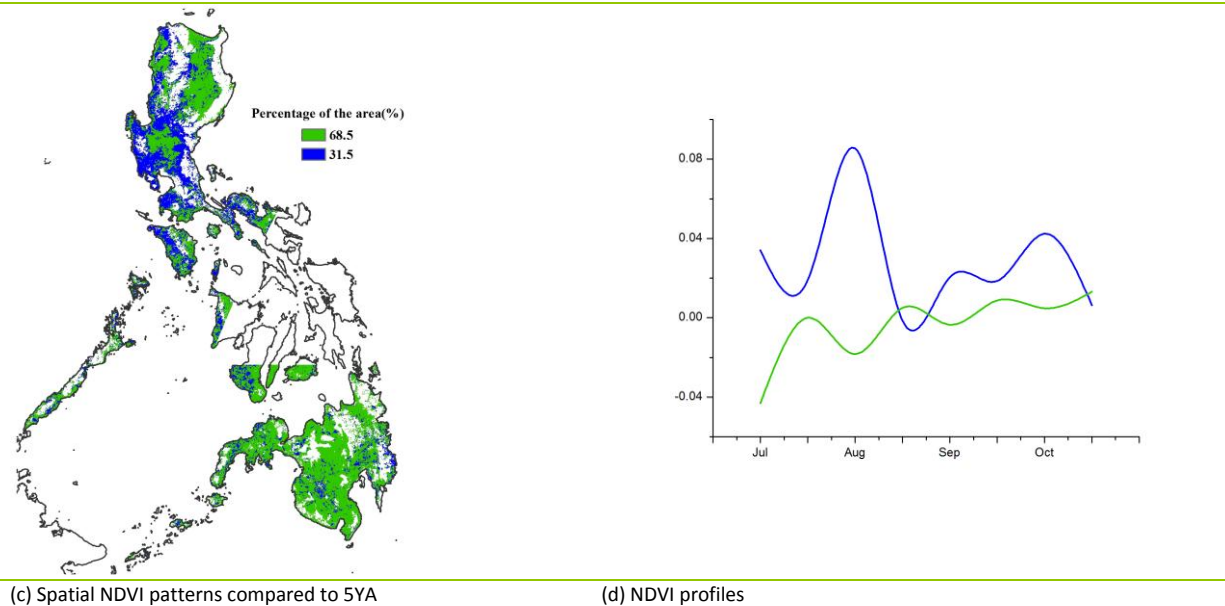 Percentage of the area(%)
68.5
31.5
0.08
0.04
0.00
-0.04
Jul Aug Sep Oct
(c) Spatial NDVI patterns compared to 5YA (d) NDVI profiles